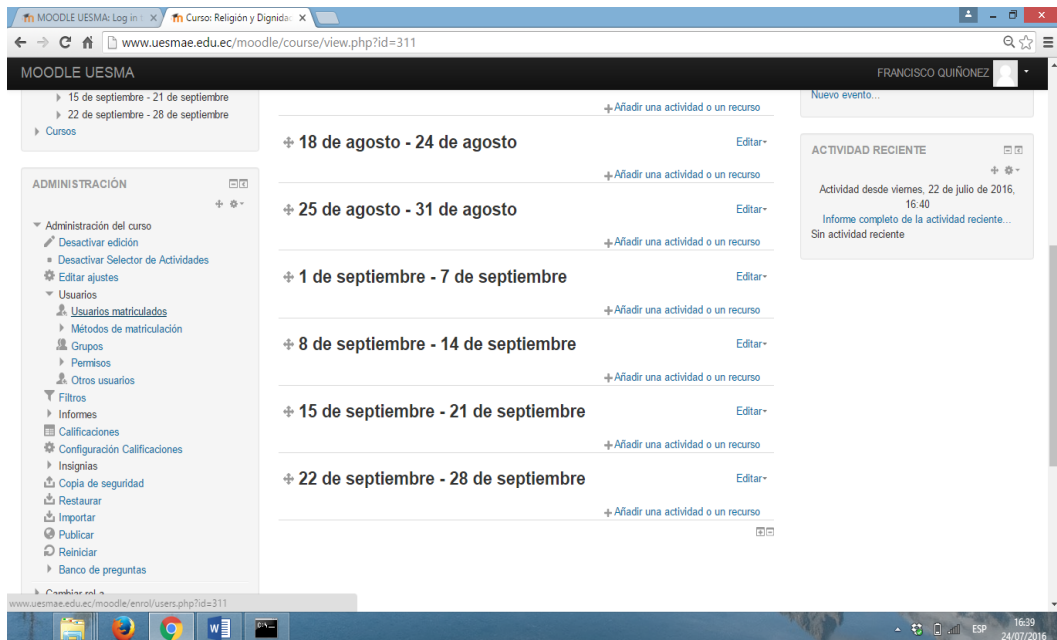 MOODLE UESMA: Log in t
Curso: Religión y Dignidad
www.uesmae.edu.ec/moodle/course/view.php?id=311
MOODLE UESMA
FRANCISCO QUIÑONEZ
15 de septiembre - 21 de septiembre
22 de septiembre - 28 de septiembre
Cursos
ADMINISTRACIÓN
Administración del curso
Desactivar edición
Desactivar Selector de Actividades
Editar ajustes
Usuarios
Usuarios matriculados
Métodos de matriculación
Grupos
Permisos
Otros usuarios
Filtros
Informes
Calificaciones
Configuración Calificaciones
Insignias
Copia de seguridad
Restaurar
Importar
Publicar
Reiniciar
Banco de preguntas
Cambiar rol a
www.uesmae.edu.ec/moodle/enrol/users.php?id=311
Añadir una actividad o un recurso
18 de agosto - 24 de agosto Editar
Añadir una actividad o un recurso
25 de agosto - 31 de agosto Editar
Añadir una actividad o un recurso
1 de septiembre - 7 de septiembre Editar
Añadir una actividad o un recurso
8 de septiembre - 14 de septiembre Editar
Añadir una actividad o un recurso
15 de septiembre - 21 de septiembre Editar
Añadir una actividad o un recurso
22 de septiembre - 28 de septiembre Editar
Añadir una actividad o un recurso
Nuevo evento...
ACTIVIDAD RECIENTE
Actividad desde viernes, 22 de julio de 2016,
16:40
Informe completo de la actividad reciente...
Sin actividad reciente
ESP
16:39
24/07/2016